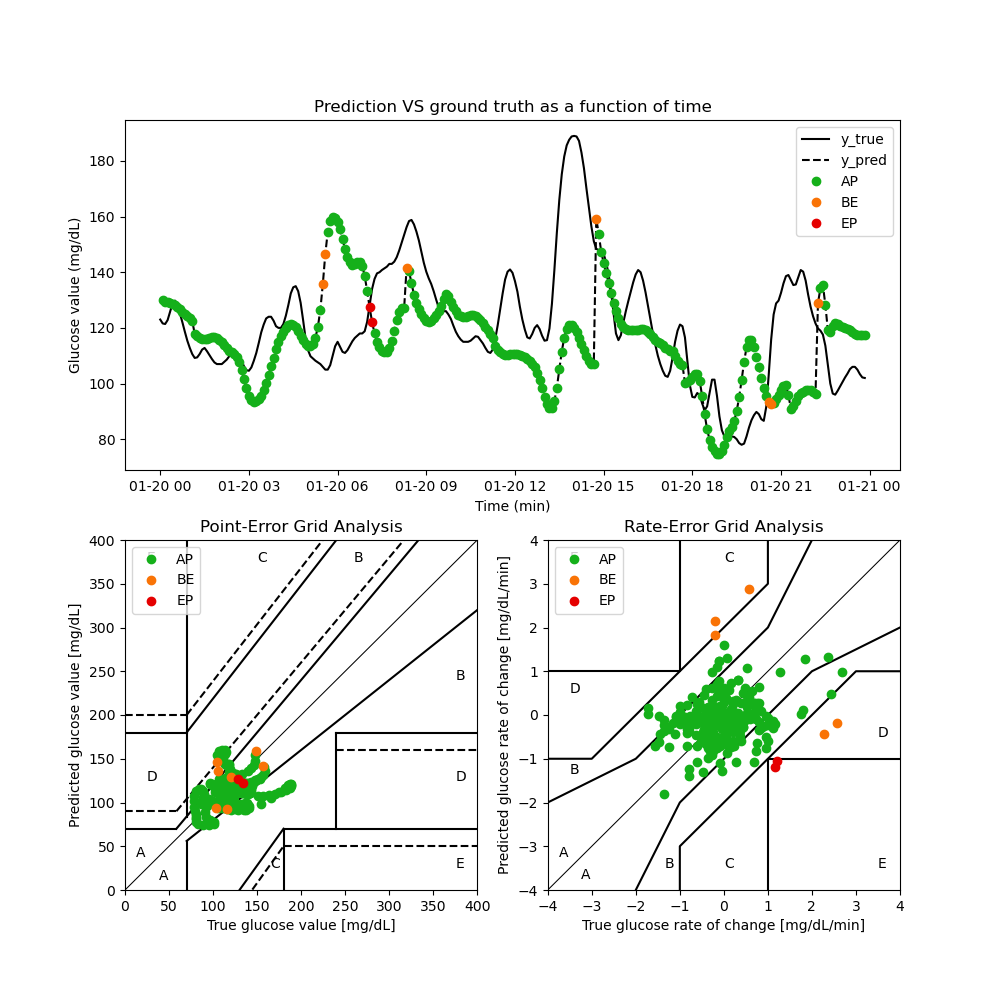 Prediction VS ground truth as a function of time
Glucose value (mg/dL)
180
160
140
120
100
80
y_true
y_pred
AP
BE
EP
01-20 00 01-20 03 01-20 06 01-20 09 01-20 12 01-20 15 01-20 18 01-20 21 01-21 00
Time (min)
Point-Error Grid Analysis
Predicted glucose value [mg/dL]
400
350
300
250
200
150
100
50
0
AP
BE
EP
C
B
B
D
D
A
A
C
E
0 50 100 150 200 250 300 350 400
True glucose value [mg/dL]
Rate-Error Grid Analysis
Predicted glucose rate of change [mg/dL/min]
4
3
2
1
0
−1
−2
−3
−4
AP
BE
EP
C
D
D
B
A
A
B
C
E
−4 −3 −2 −1 0 1 2 3 4
True glucose rate of change [mg/dL/min]